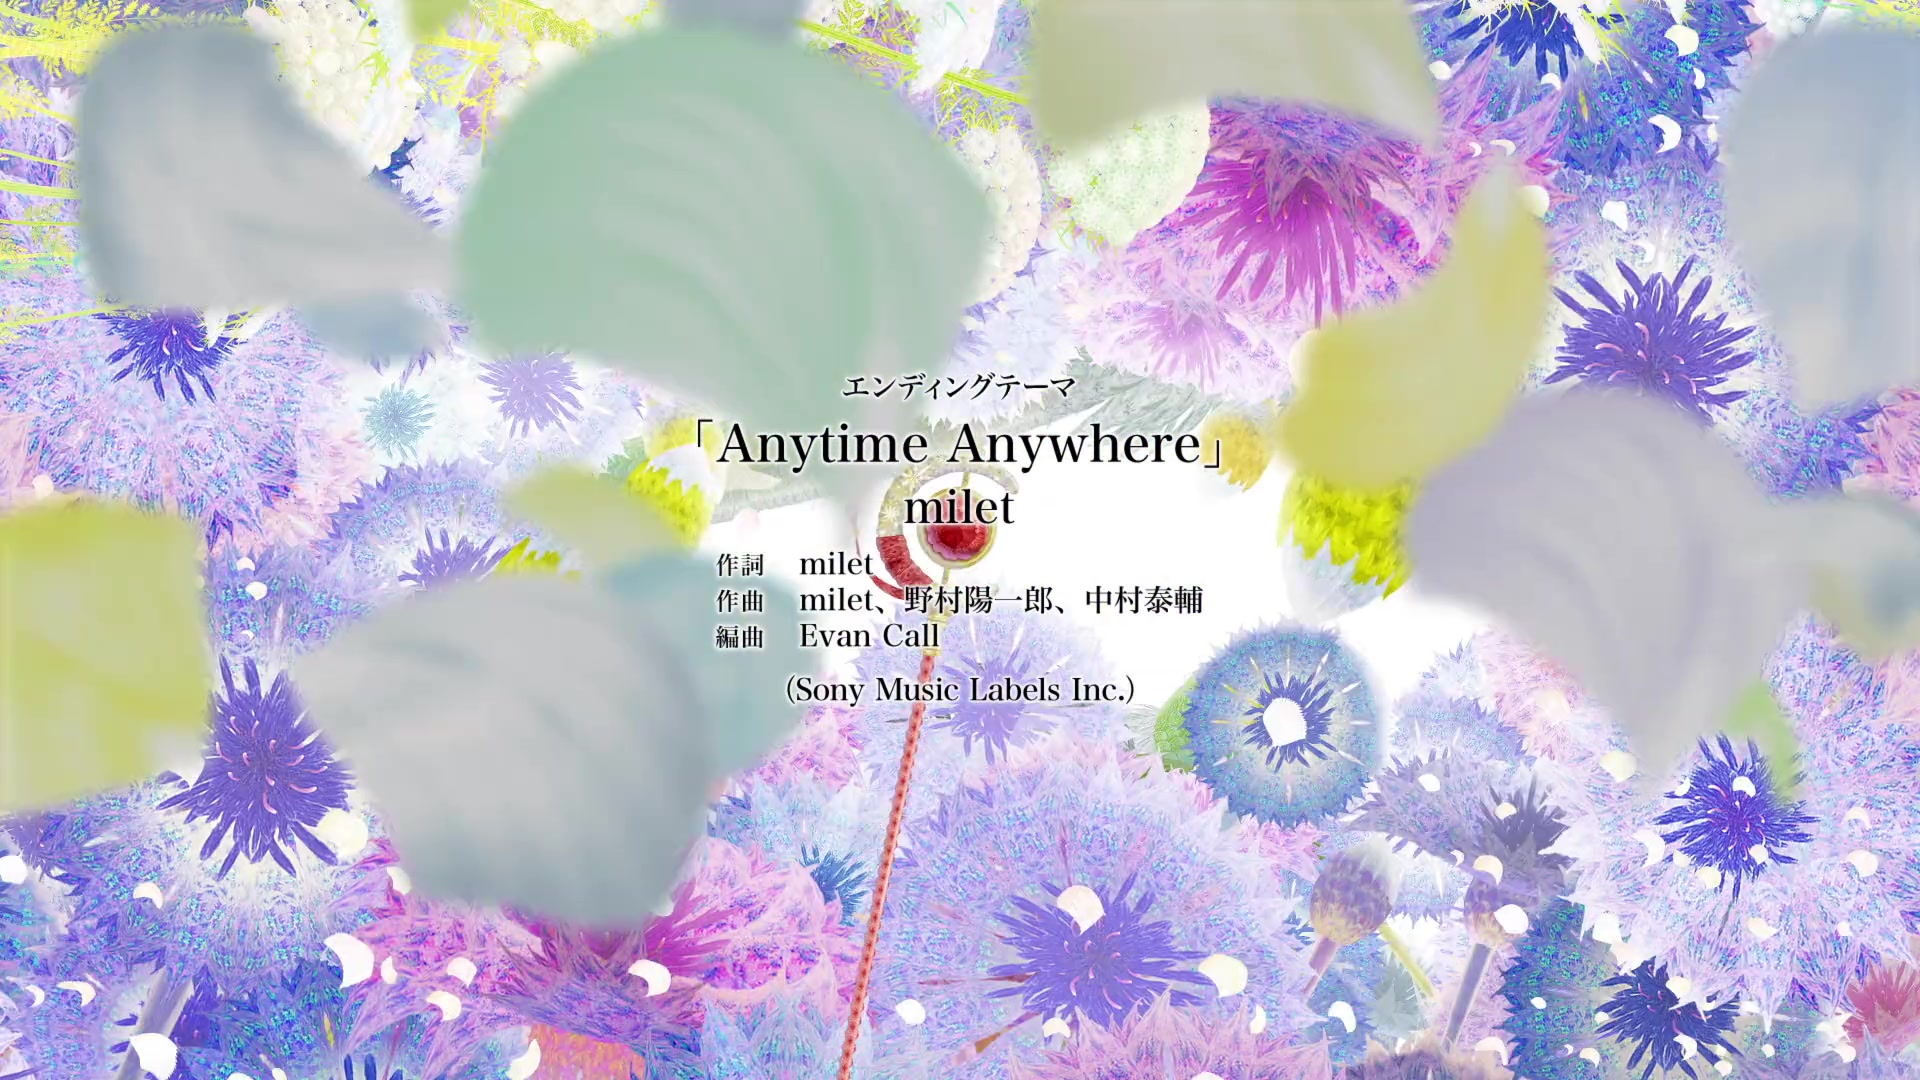 エンディングテーマ
「Anytime Anywhere」
milet
作詞 milet
作曲 milet、野村陽一郎、中村泰輔
編曲 Evan Call
(Sony Music Labels Inc.)